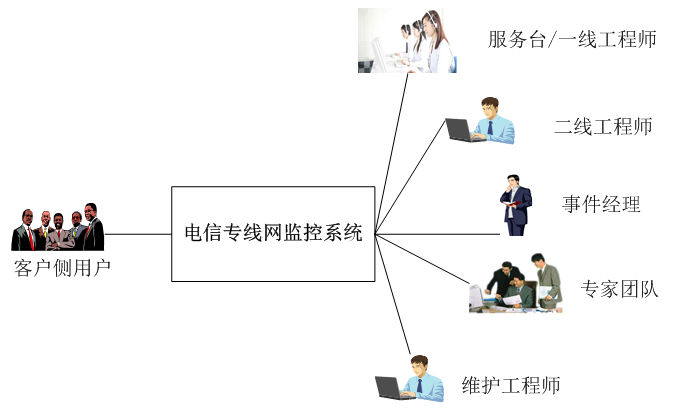 服务台/一线工程师
二线工程师
电信专线网监控系统
事件经理
客户侧用户
专家团队
维护工程师